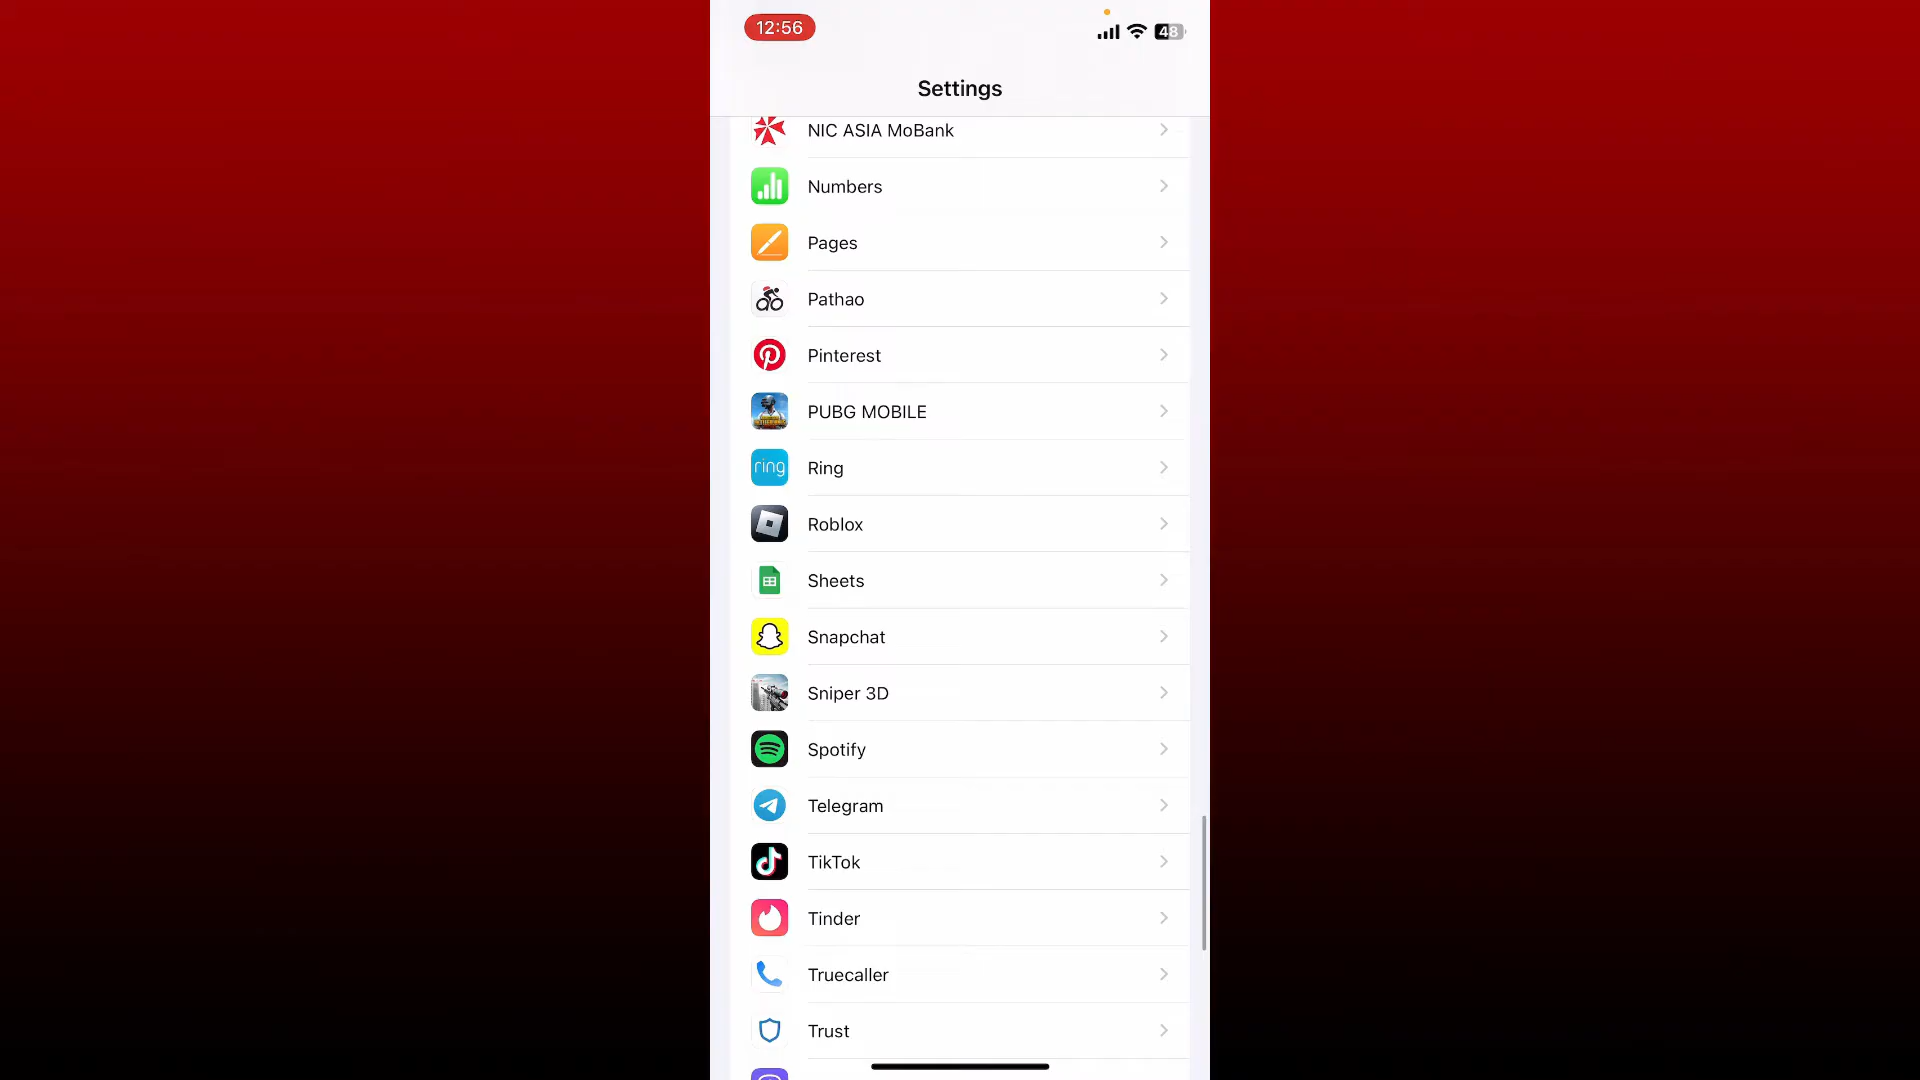 12:56
48
Settings
NIC ASIA MoBank
Numbers
Pages
Pathao
Pinterest
PUBG MOBILE
ring
Ring
Roblox
Sheets
Snapchat
Sniper 3D
Spotify
Telegram
TikTok
Tinder
Truecaller
Trust